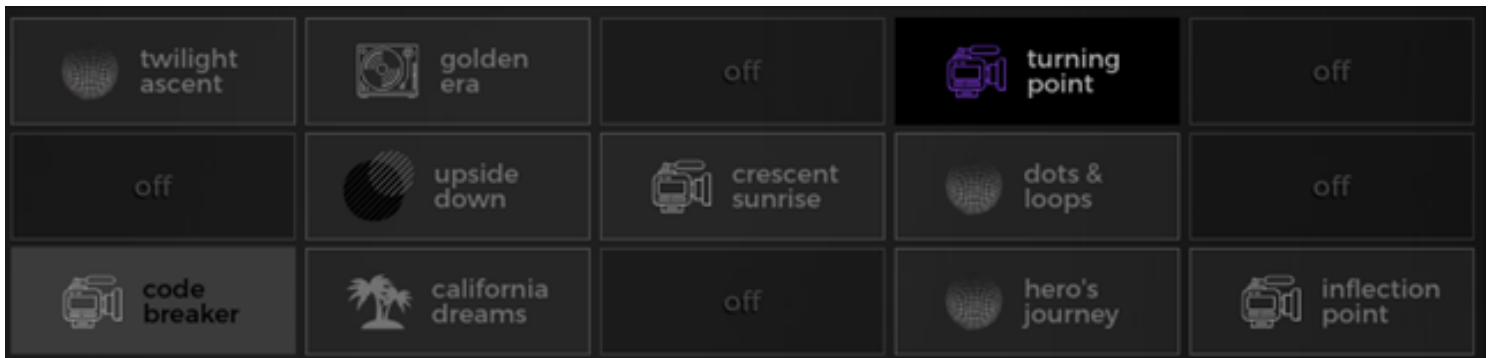 twilight
ascent
golden
era
off
turning
point
off
off
upside
down
crescent
sunrise
dots &
loops
off
code
breaker
california
dreams
off
hero's
journey
inflection
point